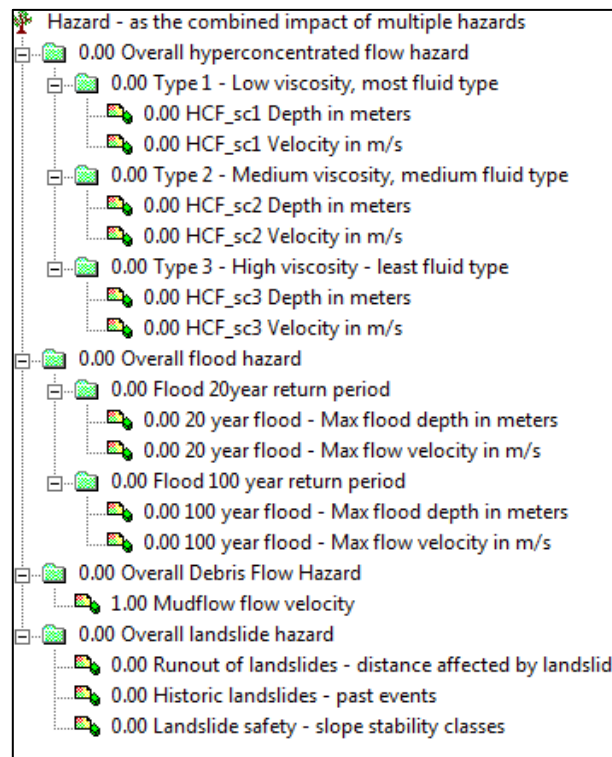 Hazard - as the combined impact of multiple hazards
0.00 Overall hyperconcentrated flow hazard
0.00 Type 1 - Low viscosity, most fluid type
0.00 HCF_sc1 Depth in meters
0.00 HCF_sc1 Velocity in m/s
0.00 Type 2 - Medium viscosity, medium fluid type
0.00 HCF_sc2 Depth in meters
0.00 HCF_sc2 Velocity in m/s
0.00 Type 3 - High viscosity - least fluid type
0.00 HCF_sc3 Depth in meters
0.00 HCF_sc3 Velocity in m/s
0.00 Overall flood hazard
0.00 Flood 20year return period
0.00 20 year flood - Max flood depth in meters
0.00 20 year flood - Max flow velocity in m/s
0.00 Flood 100 year return period
0.00 100 year flood - Max flood depth in meters
0.00 100 year flood - Max flow velocity in m/s
0.00 Overall Debris Flow Hazard
1.00 Mudflow flow velocity
0.00 Overall landslide hazard
0.00 Runout of landslides - distance affected by landslid
0.00 Historic landslides - past events
0.00 Landslide safety - slope stability classes